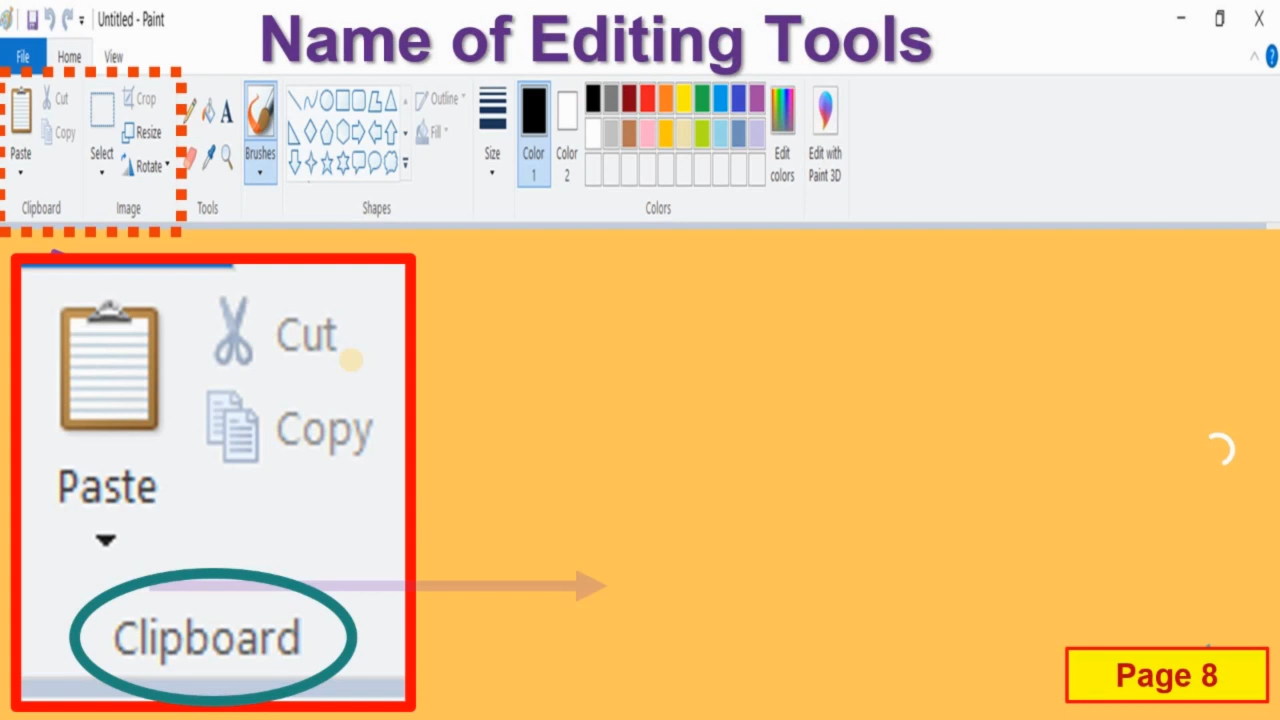 Untitled - Paint
Name of Editing Tools
File Home View
Paste
Cut
Copy
Clipboard
Select
Crop
Resize
Rotate
Image
A
Tools
Brushes
Outline
Fill
Shapes
Size
Color 1
Color 2
Edit colors
Colors
Edit with Paint 3D
Cut
Copy
Paste
Clipboard
Page 8